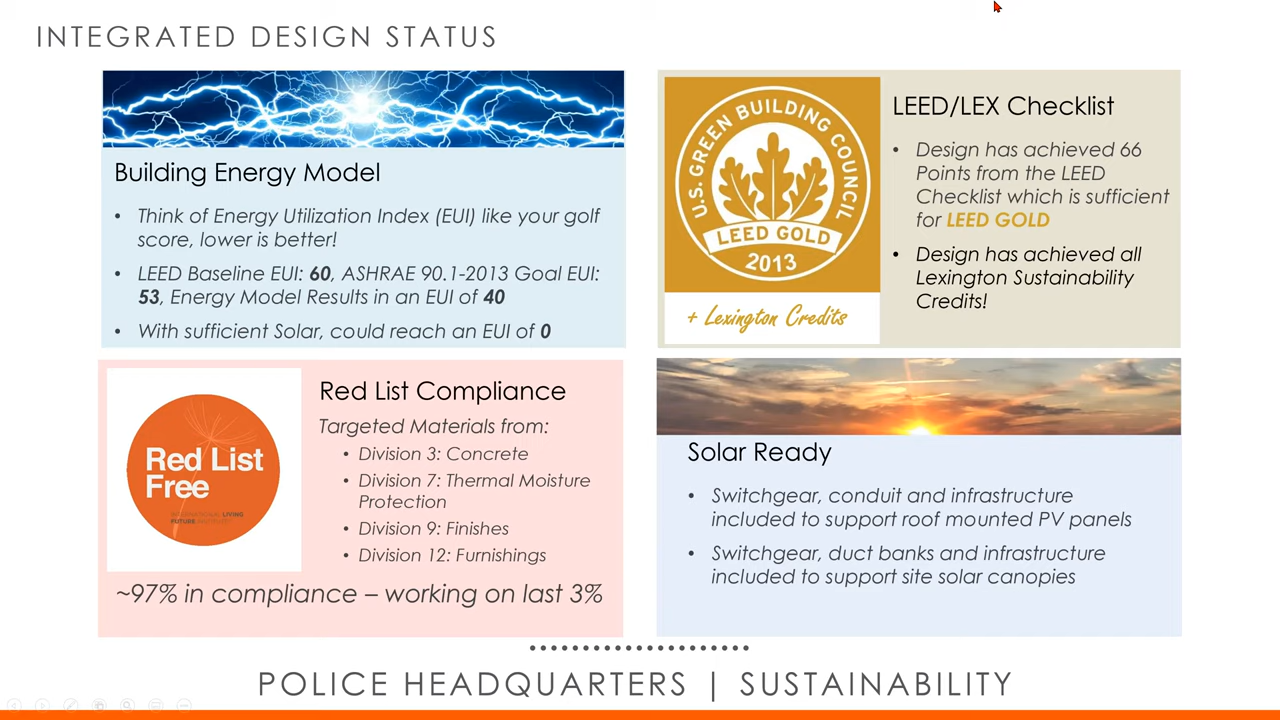 INTEGRATED DESIGN STATUS
Building Energy Model
• Think of Energy Utilization Index (EUI) like your golf
score, lower is better!
• LEED Baseline EUI: 60, ASHRAE 90.1-2013 Goal EUI:
53, Energy Model Results in an EUI of 40
• With sufficient Solar, could reach an EUI of 0
U.S. GREEN BUILDING COUNCIL
LEED GOLD
2013
+ Lexington Credits
LEED/LEX Checklist
• Design has achieved 66
Points from the LEED
Checklist which is sufficient
for LEED GOLD
• Design has achieved all
Lexington Sustainability
Credits!
Red List
Free
INTERNATIONAL LIVING
FUTURE INSTITUTE
Red List Compliance
Targeted Materials from:
• Division 3: Concrete
• Division 7: Thermal Moisture
Protection
• Division 9: Finishes
• Division 12: Furnishings
~97% in compliance – working on last 3%
Solar Ready
• Switchgear, conduit and infrastructure
included to support roof mounted PV panels
• Switchgear, duct banks and infrastructure
included to support site solar canopies
POLICE HEADQUARTERS | SUSTAINABILITY